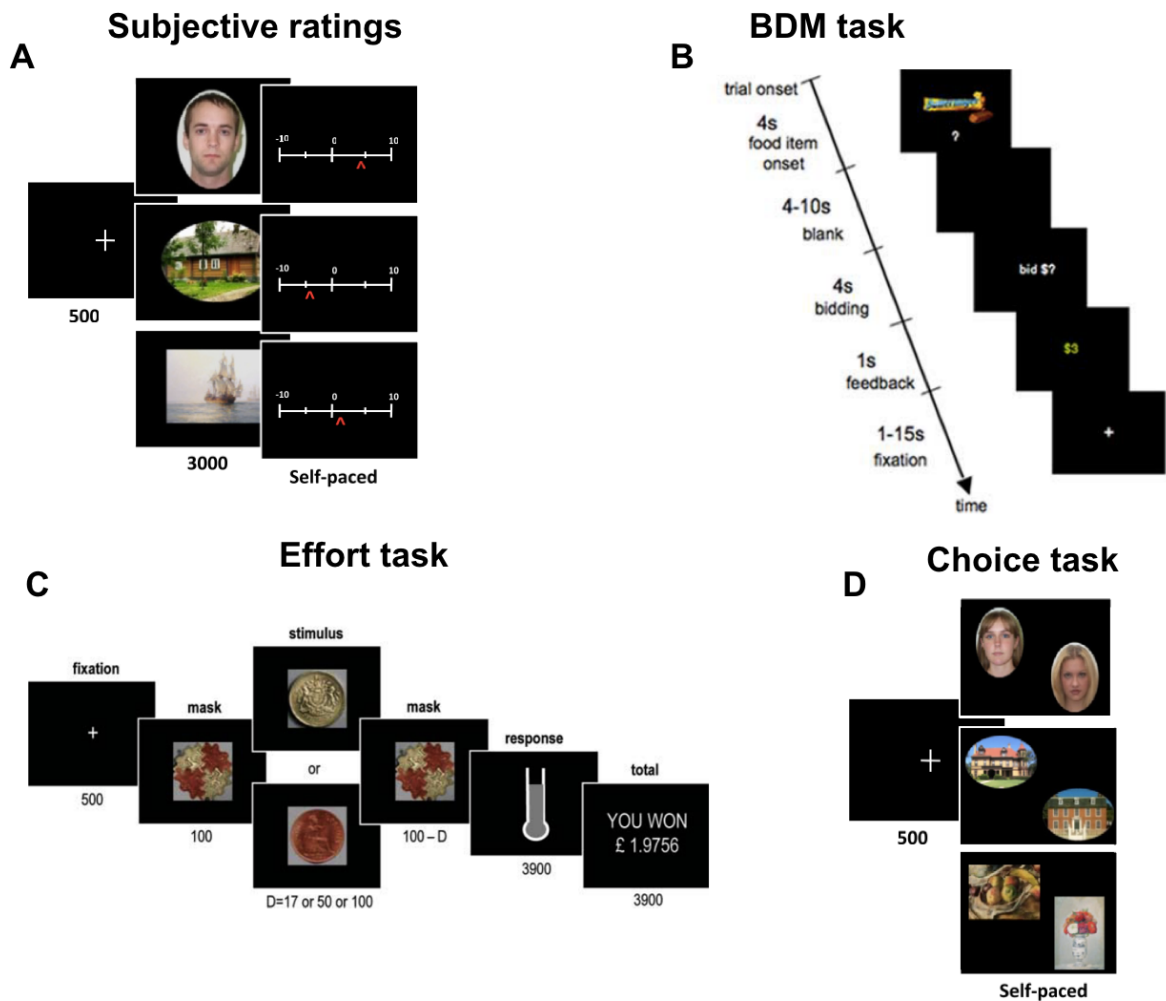 Subjective ratings
A
-10 0 10
^
-10 0 10
^
-10 0 10
^
500
3000
Self-paced
BDM task
B
trial onset
4s
food item
onset
4-10s
blank
4s
bidding
1s
feedback
1-15s
fixation
time
?
bid $?
$3
+
Effort task
C
fixation
500
mask
100
stimulus
or
D=17 or 50 or 100
mask
100 – D
response
3900
total
YOU WON
£ 1.9756
3900
Choice task
D
500
Self-paced